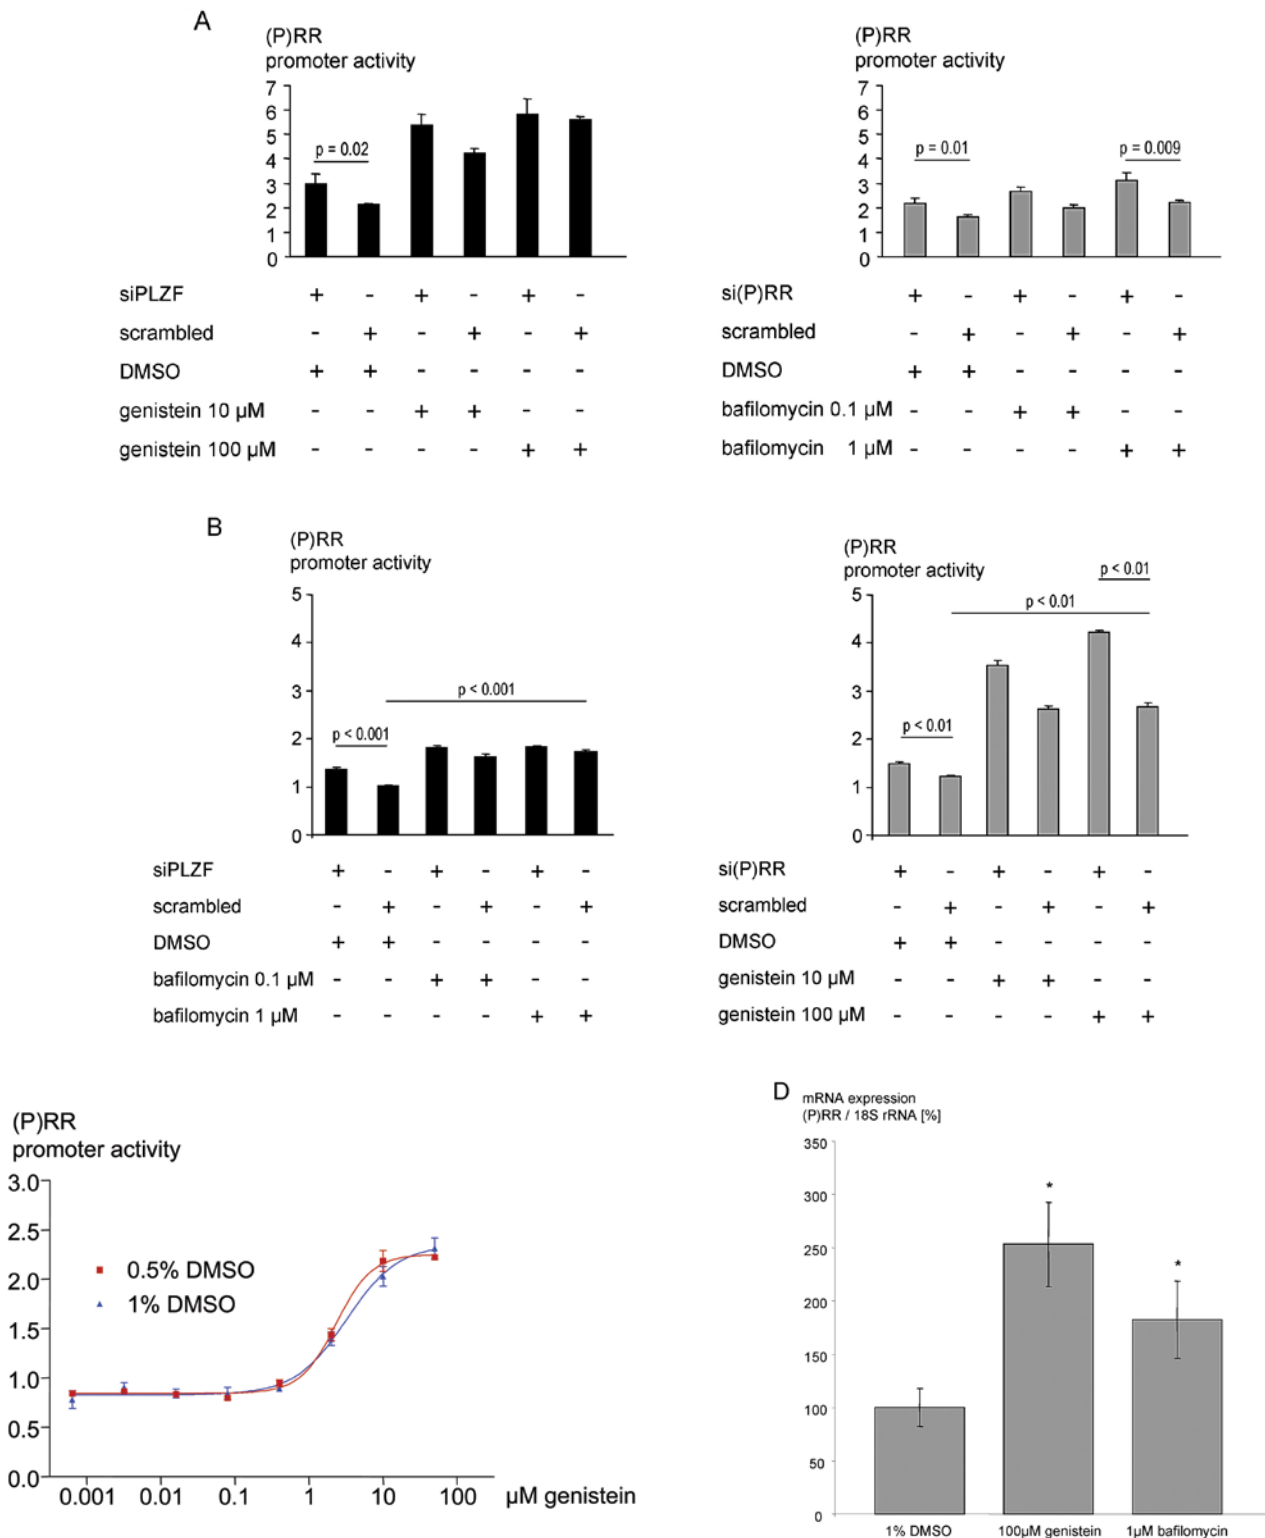 A
(P)RR
promoter activity
7
6
5
4
3
2
1
0
p = 0.02
siPLZF + - + - + -
scrambled - + - + - +
DMSO + + - - - -
genistein 10 µM - - + + - -
genistein 100 µM - - - - + +
(P)RR
promoter activity
7
6
5
4
3
2
1
0
p = 0.01
p = 0.009
si(P)RR + - + - + -
scrambled - + - + - +
DMSO + + - - - -
bafilomycin 0.1 µM - - + + - -
bafilomycin 1 µM - - - - + +
B
(P)RR
promoter activity
5
4
3
2
1
0
p < 0.001
p < 0.001
siPLZF + - + - + -
scrambled - + - + - +
DMSO + + - - - -
bafilomycin 0.1 µM - - + + - -
bafilomycin 1 µM - - - - + +
(P)RR
promoter activity
5
4
3
2
1
0
p < 0.01
p < 0.01
p < 0.01
si(P)RR + - + - + -
scrambled - + - + - +
DMSO + + - - - -
genistein 10 µM - - + + - -
genistein 100 µM - - - - + +
(P)RR
promoter activity
3.0
2.5
2.0
1.5
1.0
0.5
0.0
0.5% DMSO
1% DMSO
0.001 0.01 0.1 1 10 100 µM genistein
D
mRNA expression
(P)RR / 18S rRNA [%]
350
300
250
200
150
100
50
0
*
*
1% DMSO 100µM genistein 1µM bafilomycin